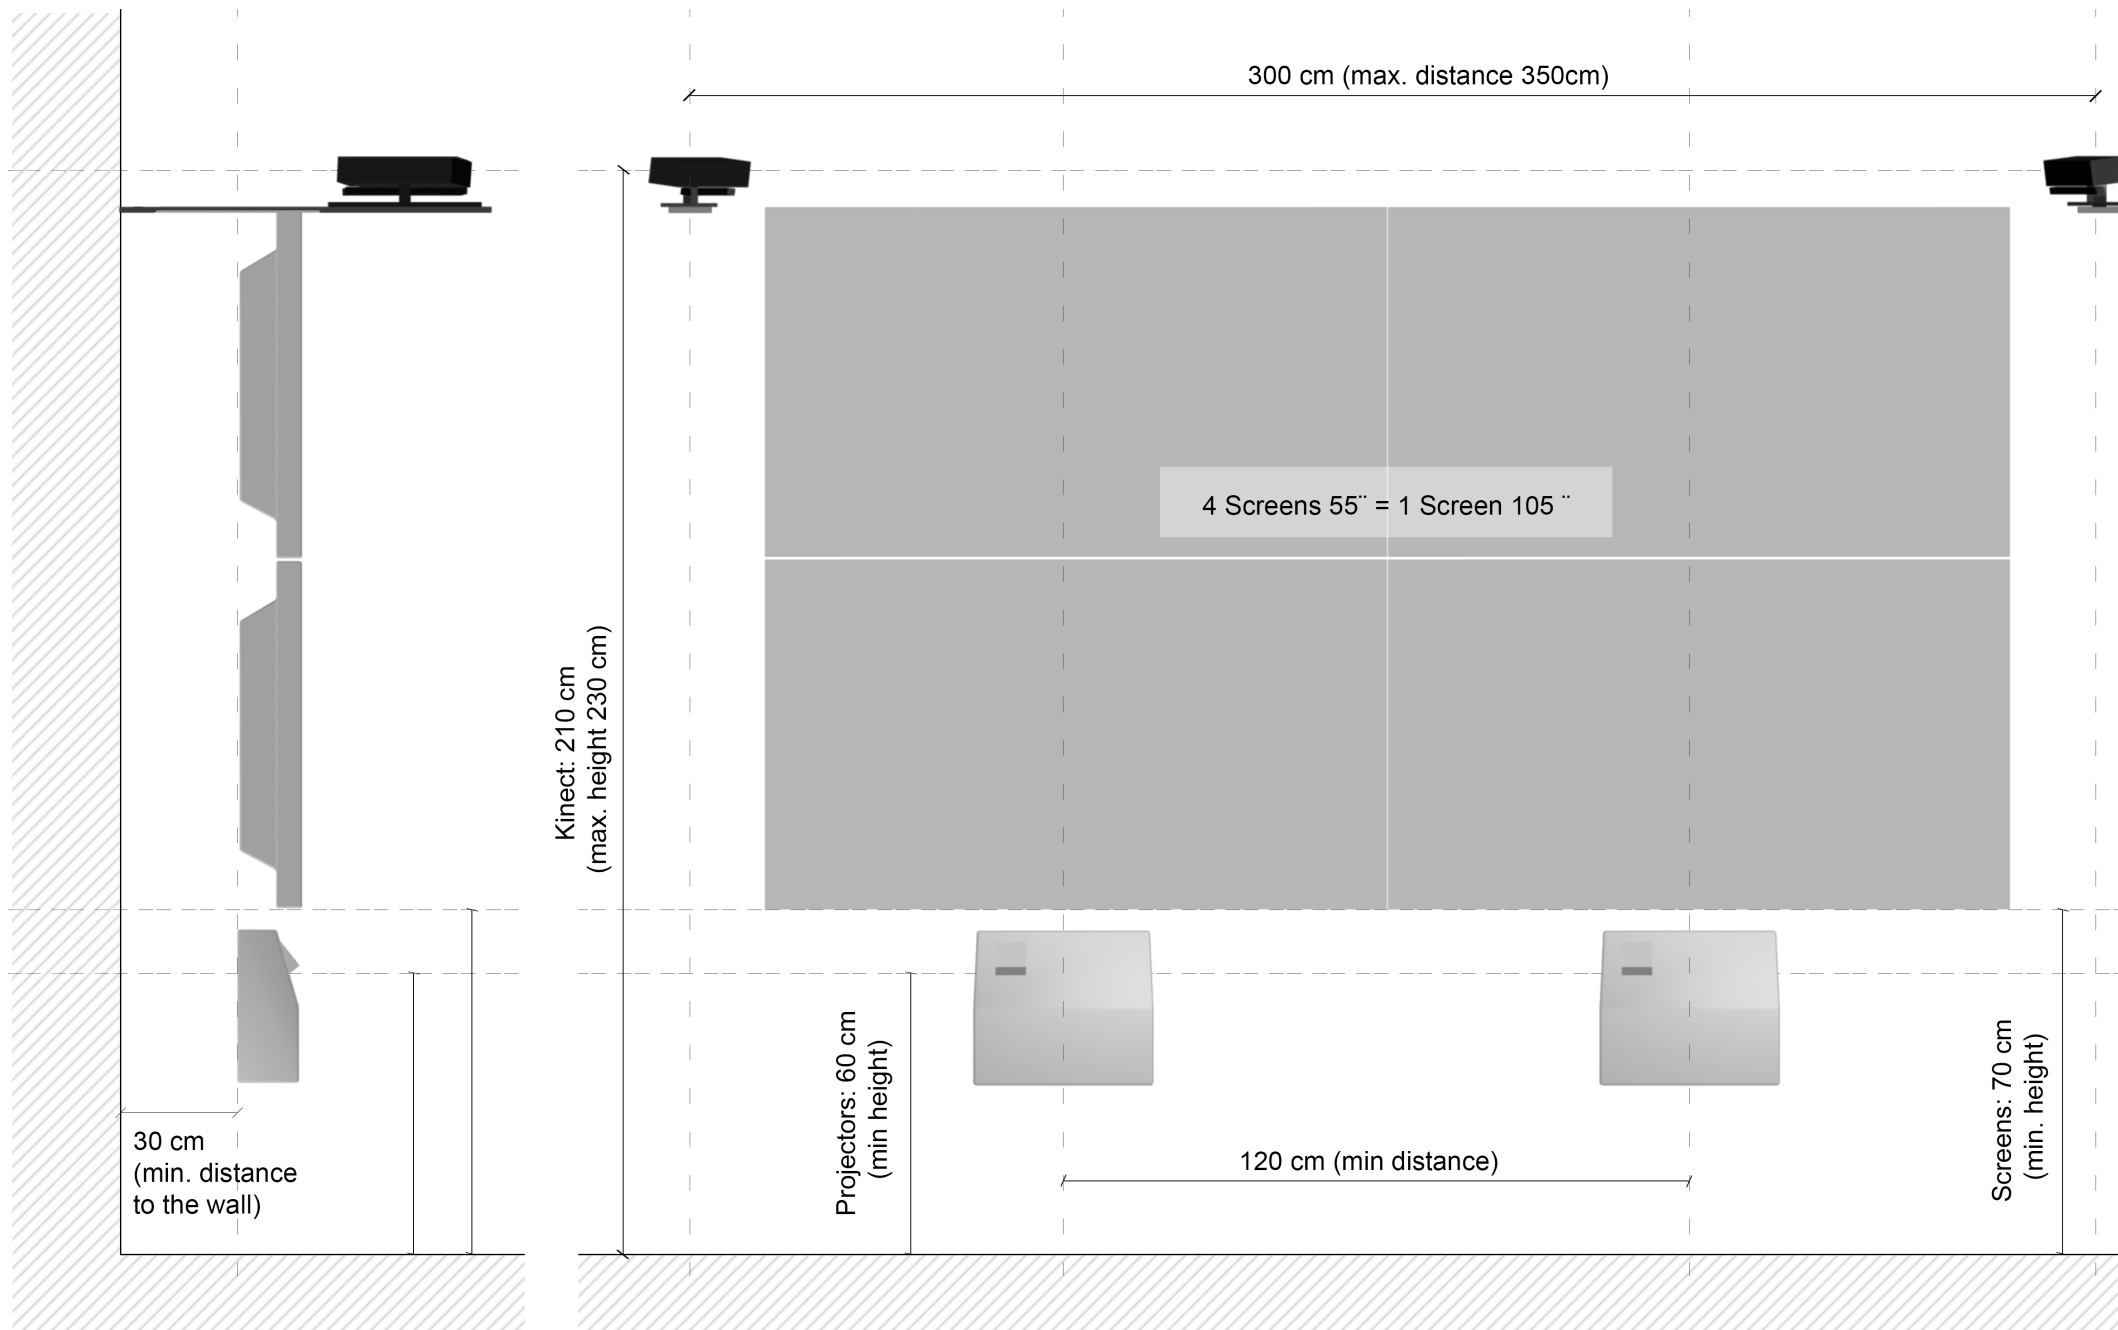 300 cm (max. distance 350cm)
4 Screens 55¨ = 1 Screen 105 ¨
Kinect: 210 cm
(max. height 230 cm)
Projectors: 60 cm
(min height)
Screens: 70 cm
(min. height)
30 cm
(min. distance
to the wall)
120 cm (min distance)